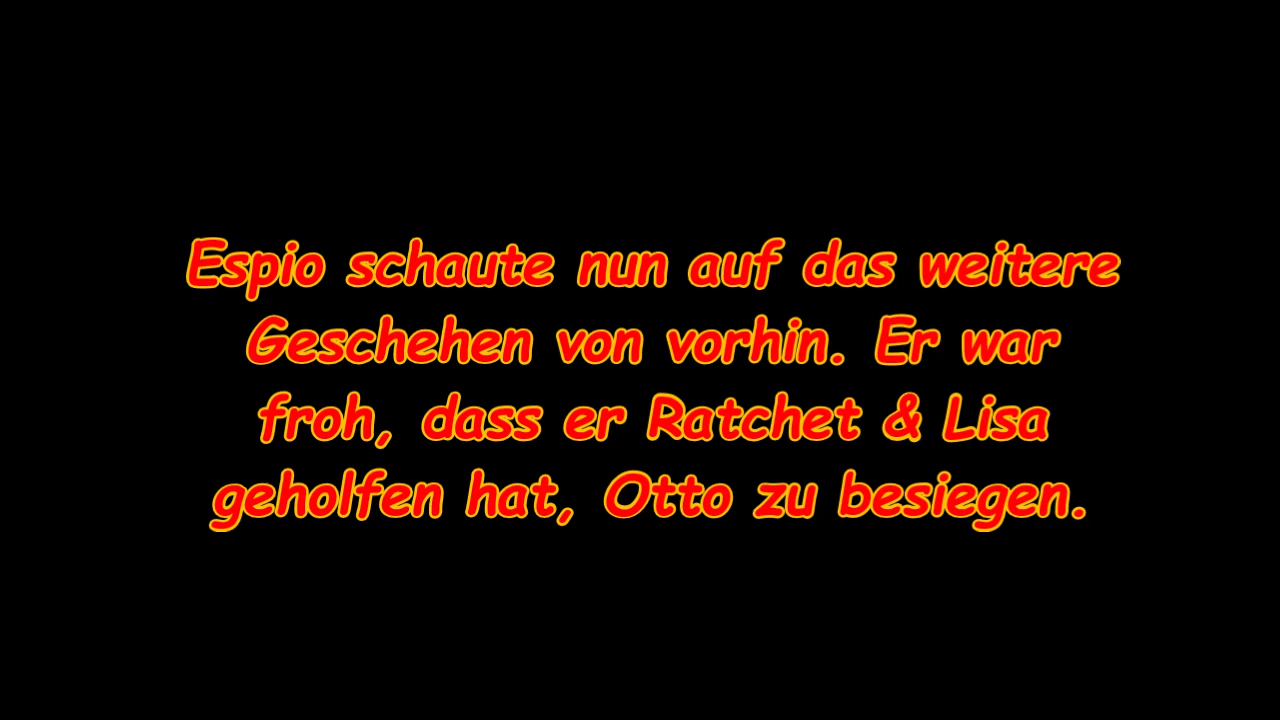 Espio schaute nun auf das weitere
Geschehen von vorhin. Er war
froh, dass er Ratchet & Lisa
geholfen hat, Otto zu besiegen.